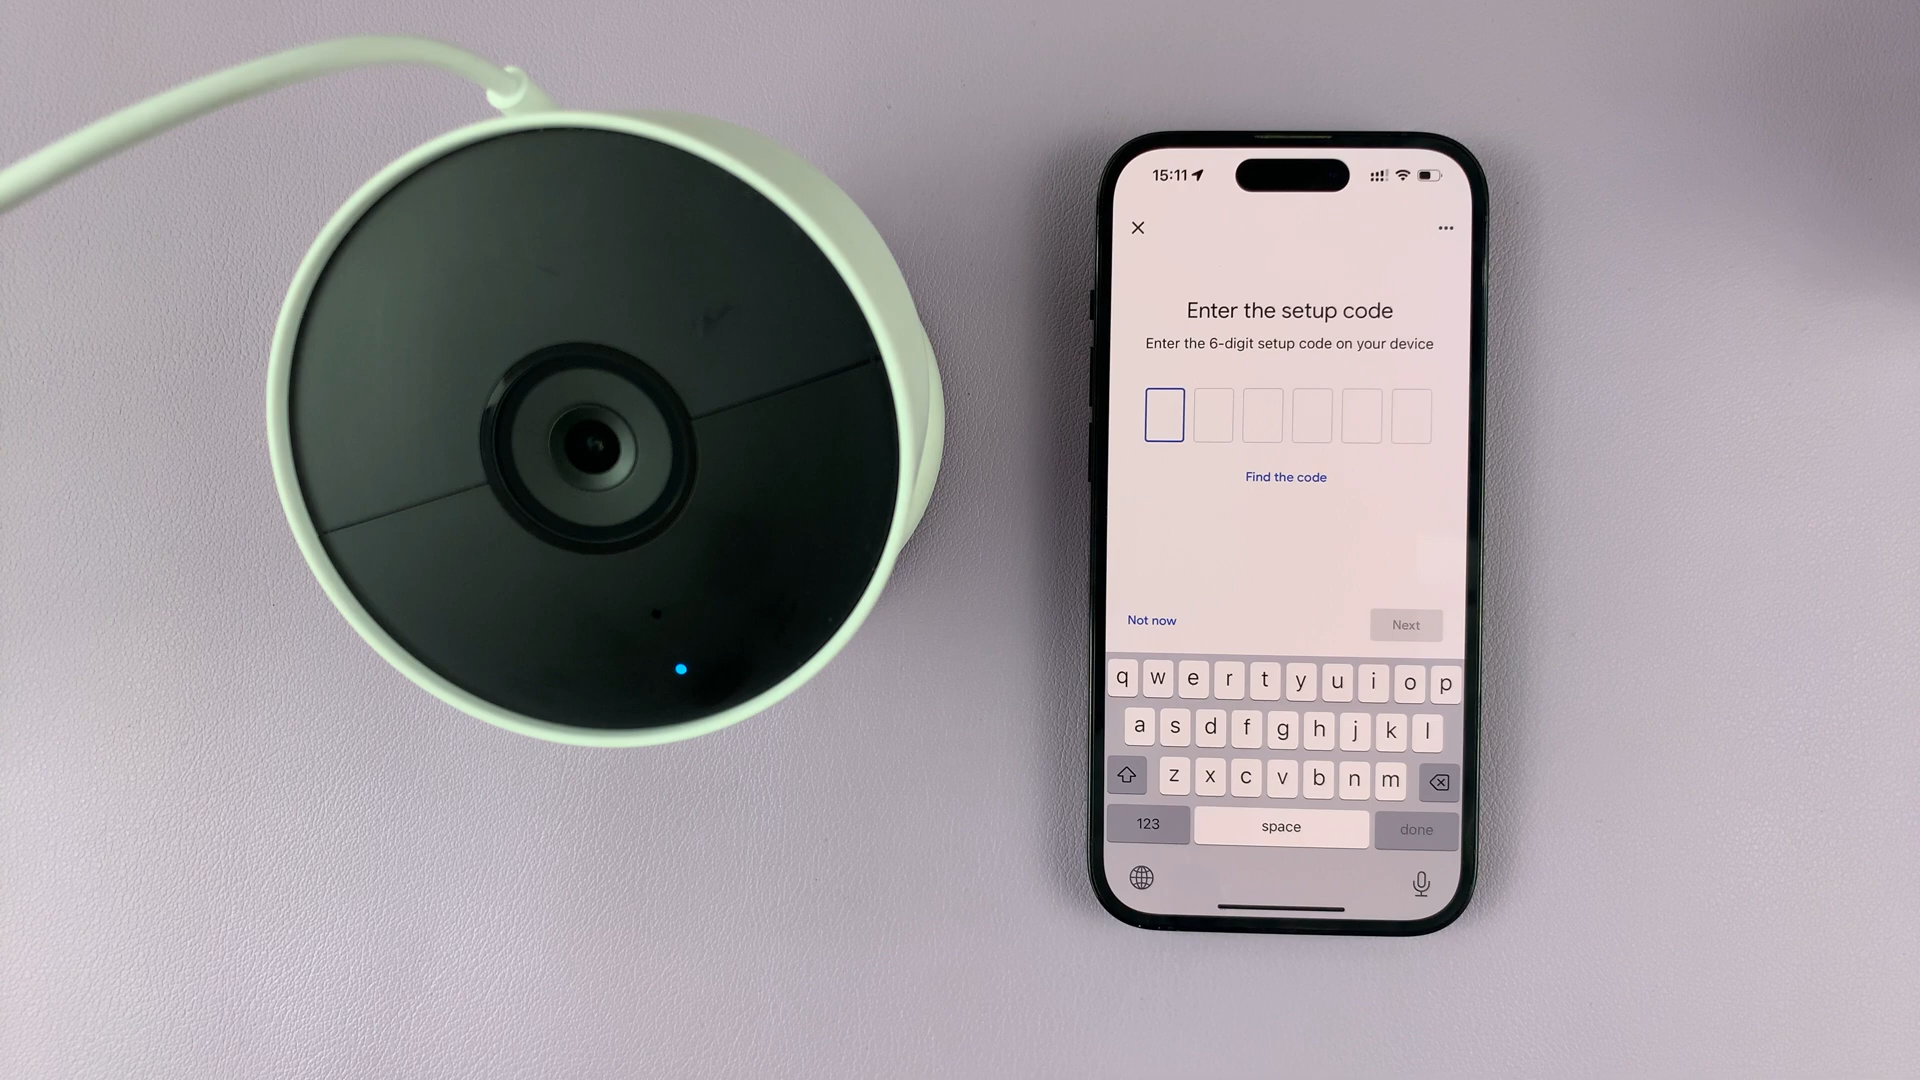 15:11
Enter the setup code
Enter the 6-digit setup code on your device
Find the code
Not now
Next
q w e r t y u i o p
a s d f g h j k l
z x c v b n m
123 space done